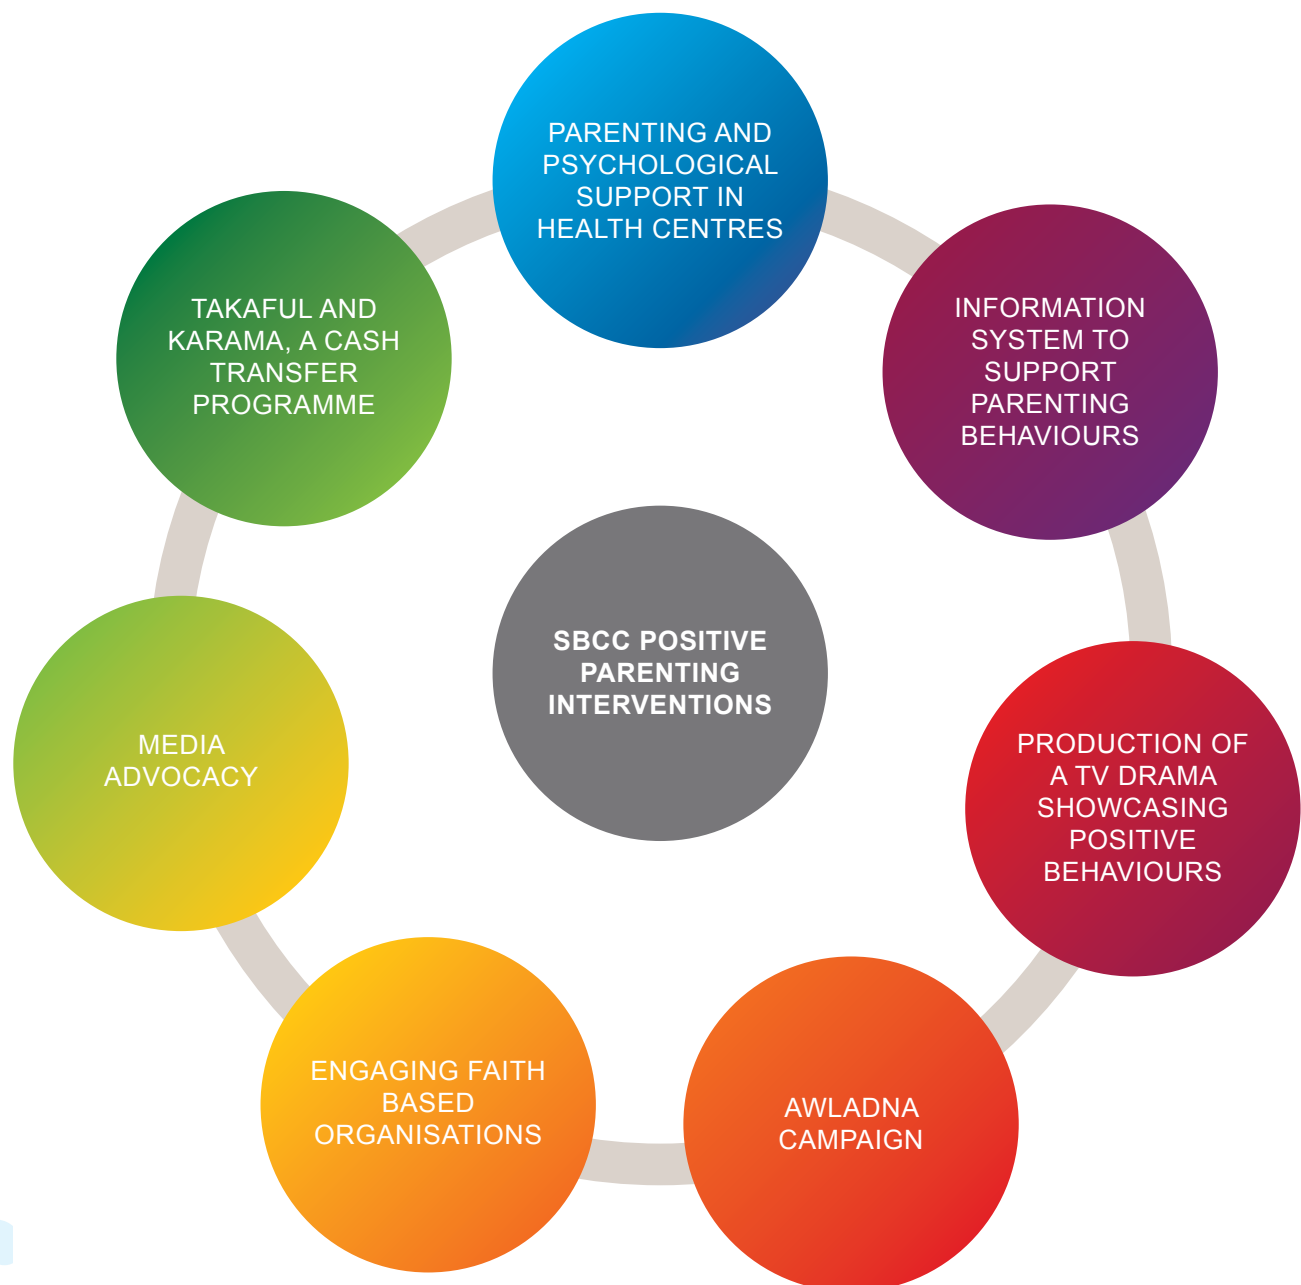 PARENTING AND
PSYCHOLOGICAL
SUPPORT IN
HEALTH CENTRES
INFORMATION
SYSTEM TO
SUPPORT
PARENTING
BEHAVIOURS
PRODUCTION OF
A TV DRAMA
SHOWCASING
POSITIVE
BEHAVIOURS
AWLADNA
CAMPAIGN
ENGAGING FAITH
BASED
ORGANISATIONS
MEDIA
ADVOCACY
TAKAFUL AND
KARAMA, A CASH
TRANSFER
PROGRAMME
SBCC POSITIVE
PARENTING
INTERVENTIONS